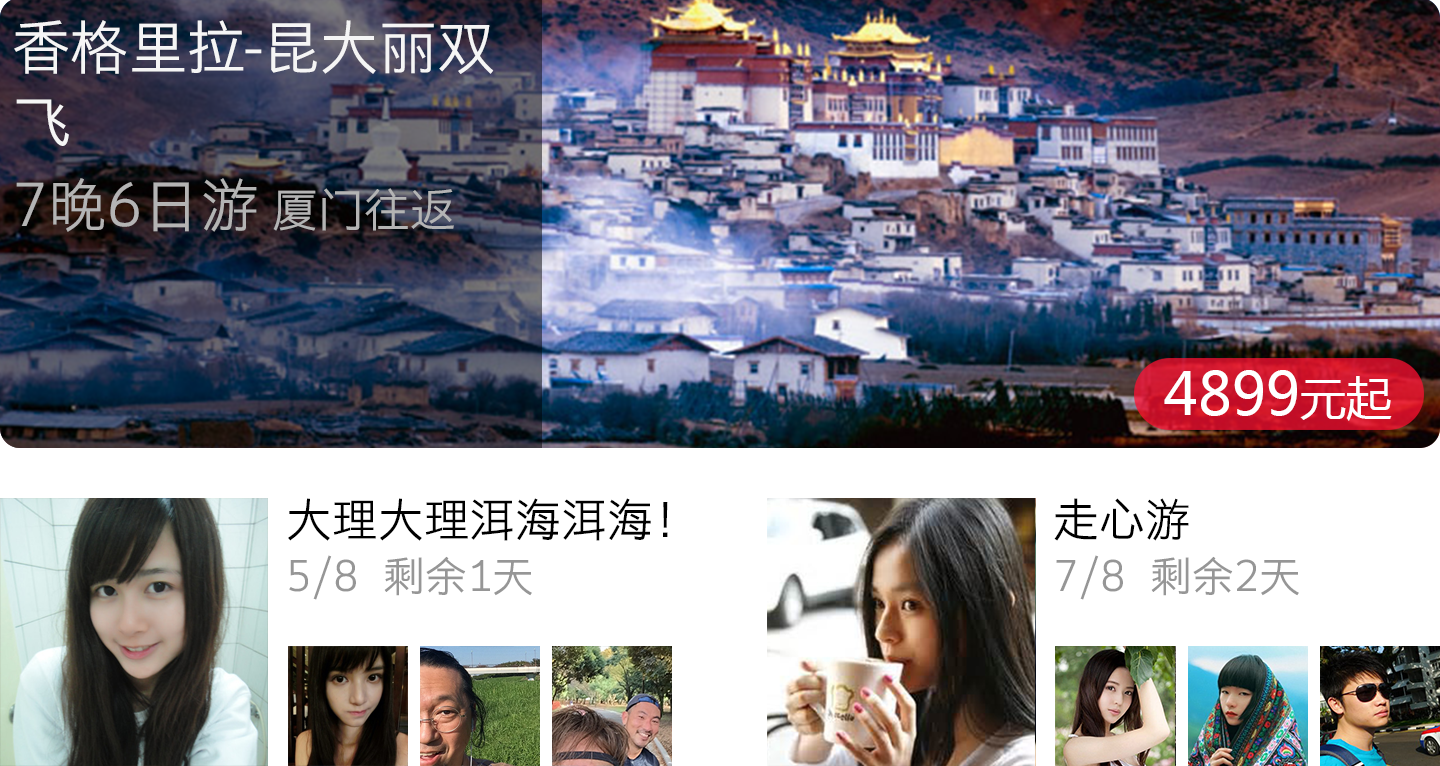 香格里拉-昆大丽双
飞
7晚6日游 厦门往返
4899元起
大理大理洱海洱海！
5/8 剩余1天
走心游
7/8 剩余2天